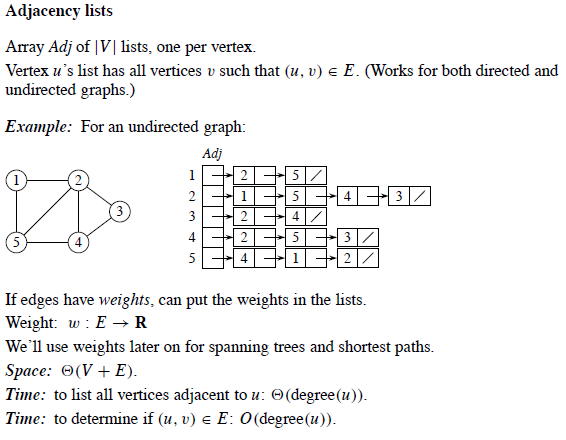 Adjacency lists
Array Adj of |V| lists, one per vertex.
Vertex u's list has all vertices v such that (u, v) ∈ E. (Works for both directed and
undirected graphs.)
Example: For an undirected graph:
Adj
1 2 3 4 5
1 2 5 /
2 1 5 4 3 /
3 2 4 /
4 2 5 3 /
5 4 1 2 /
If edges have weights, can put the weights in the lists.
Weight: w : E → R
We'll use weights later on for spanning trees and shortest paths.
Space: Θ(V + E).
Time: to list all vertices adjacent to u: Θ(degree(u)).
Time: to determine if (u, v) ∈ E: O(degree(u)).